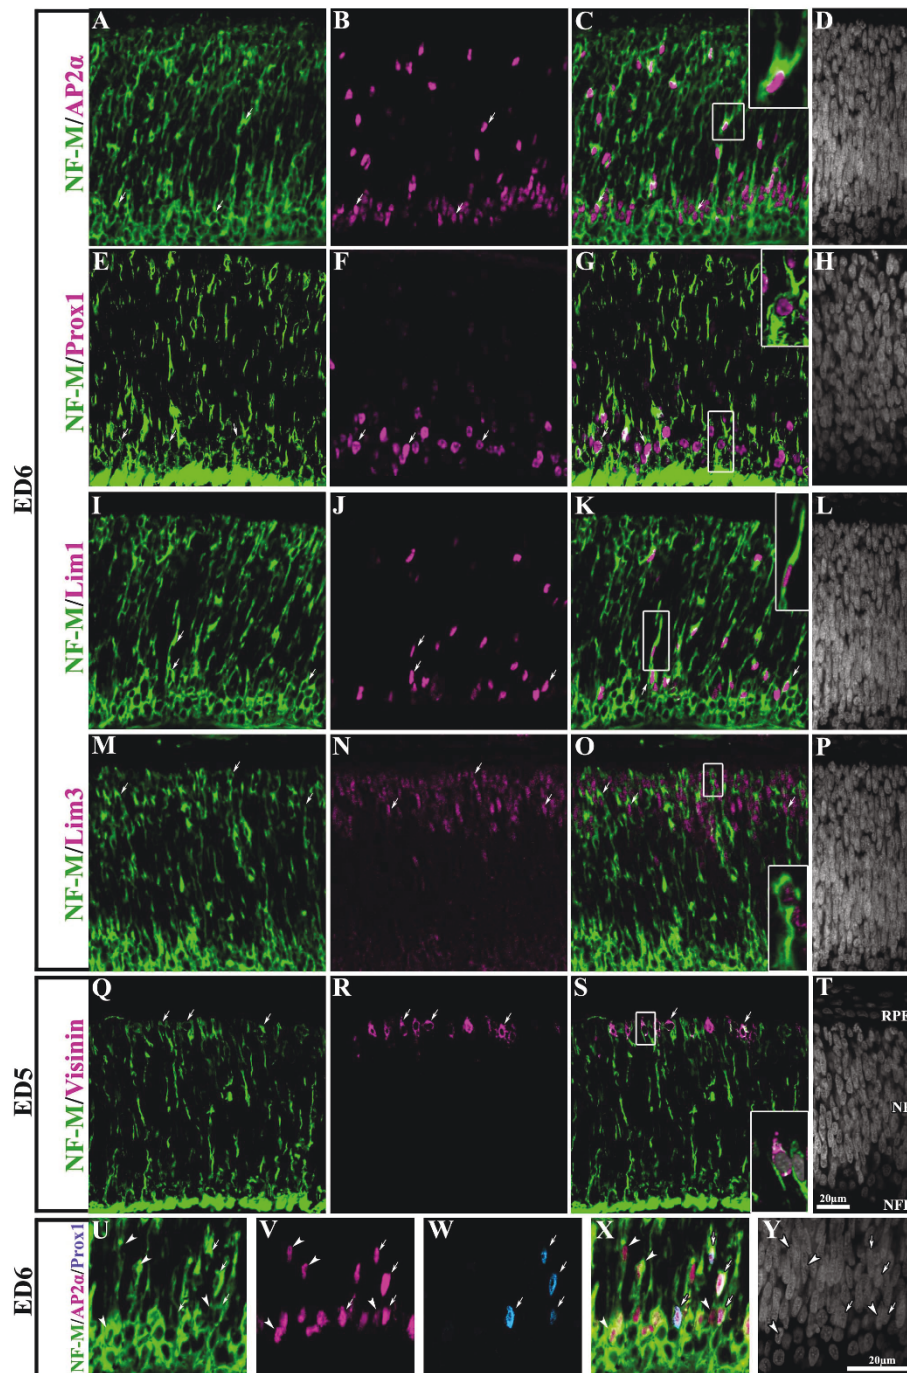 ED6
NF-M/AP2α
A
B
C
D
NF-M/Prox1
E
F
G
H
NF-M/Lim1
I
J
K
L
NF-M/Lim3
M
N
O
P
ED5
NF-M/Visinin
Q
R
S
T
RPE
20µm
ED6
NF-M/AP2α/Prox1
U
V
W
X
Y
20µm